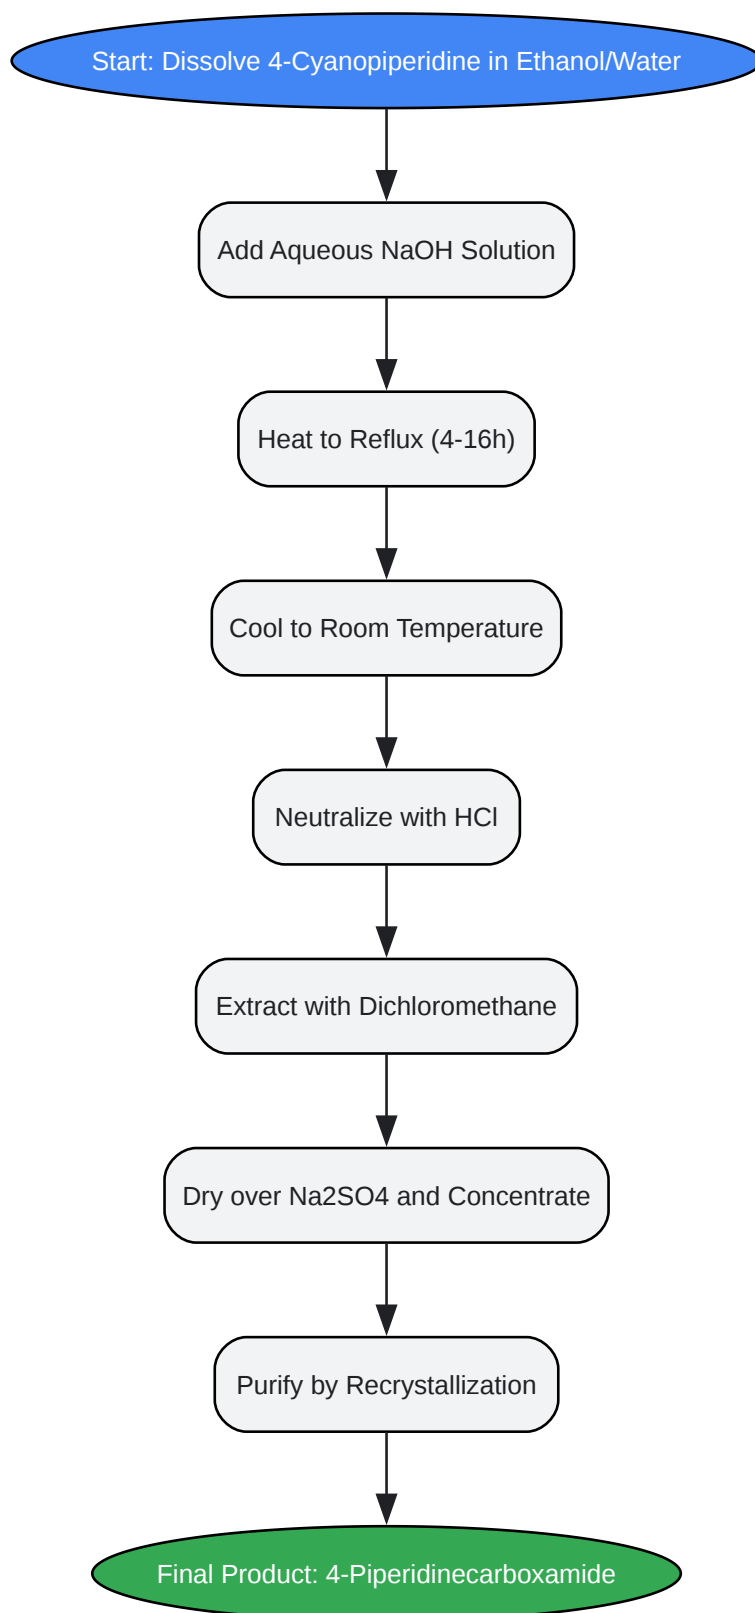 Start: Dissolve 4-Cyanopiperidine in Ethanol/Water
Add Aqueous NaOH Solution
Heat to Reflux (4-16h)
Cool to Room Temperature
Neutralize with HCl
Extract with Dichloromethane
Dry over Na2SO4 and Concentrate
Purify by Recrystallization
Final Product: 4-Piperidinecarboxamide